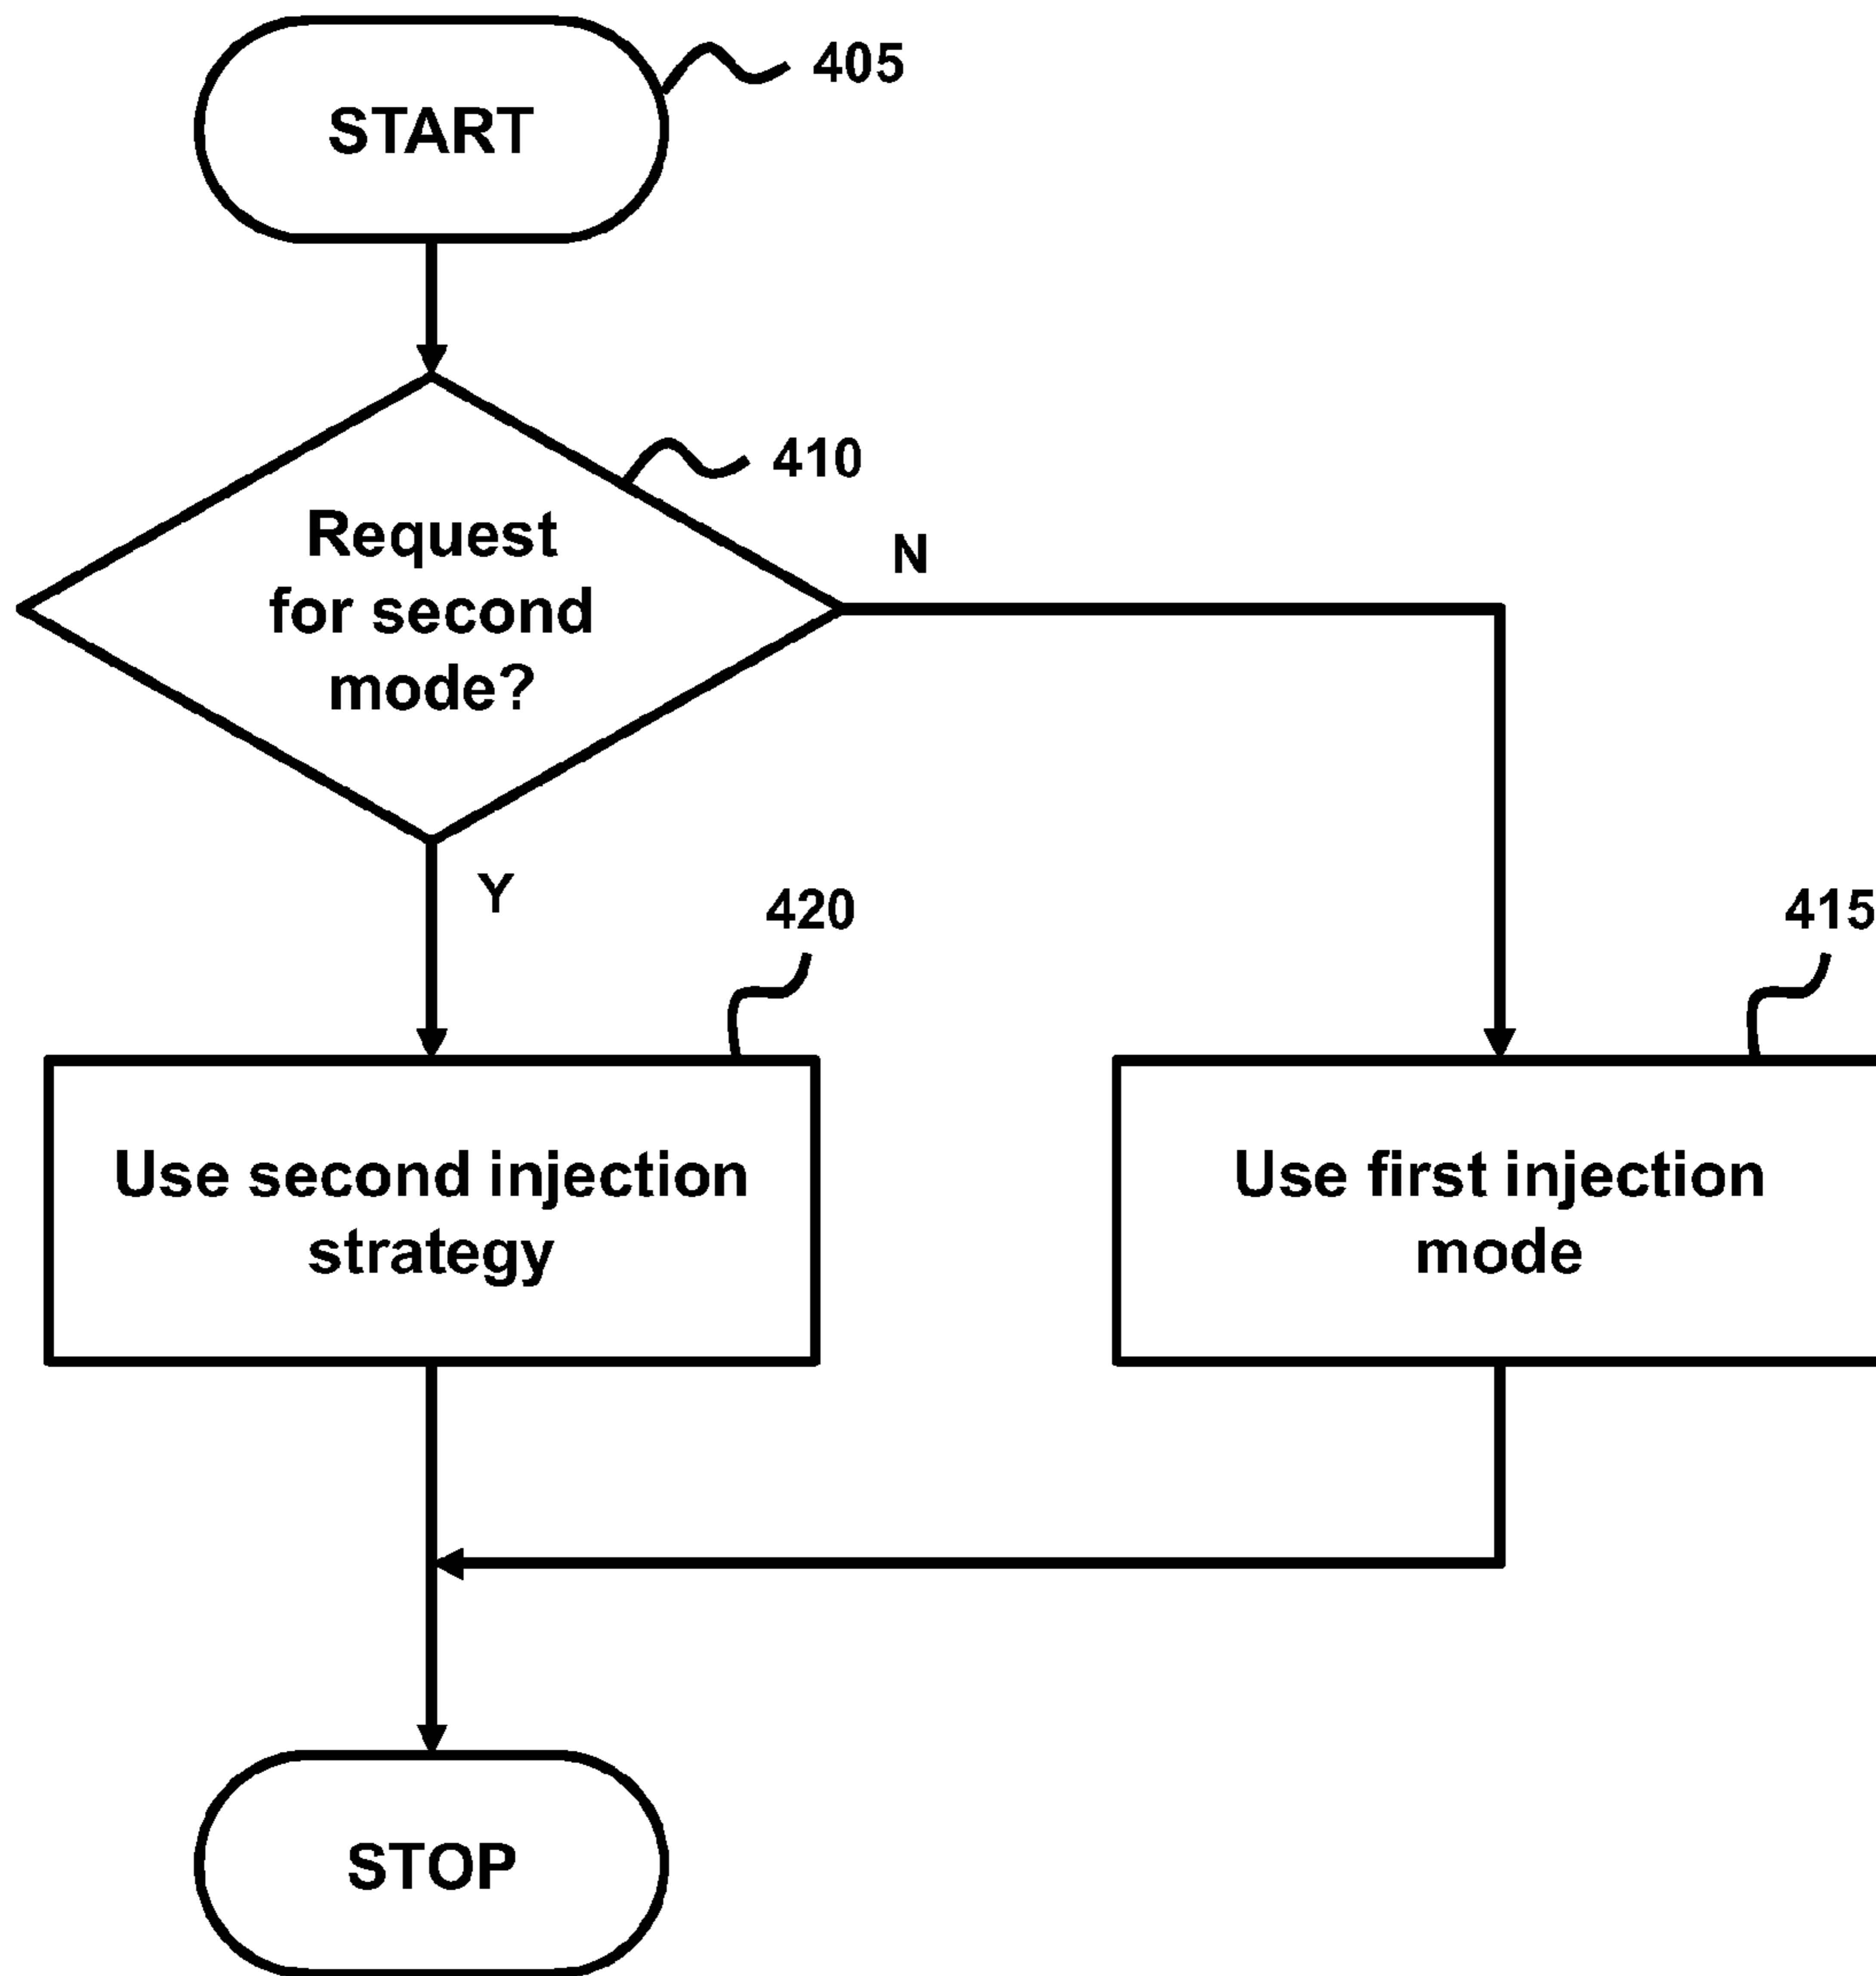 START
405
410
Request
for second
mode?
N
Y
420
415
Use second injection
strategy
Use first injection
mode
STOP